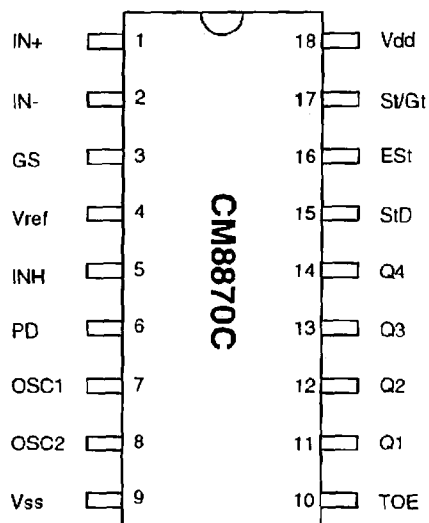 IN+ 1 18 Vdd
IN- 2 17 St/Gt
GS 3 16 ESt
Vref 4 15 StD
INH 5 14 Q4
PD 6 13 Q3
OSC1 7 12 Q2
OSC2 8 11 Q1
Vss 9 10 TOE
CM8870C